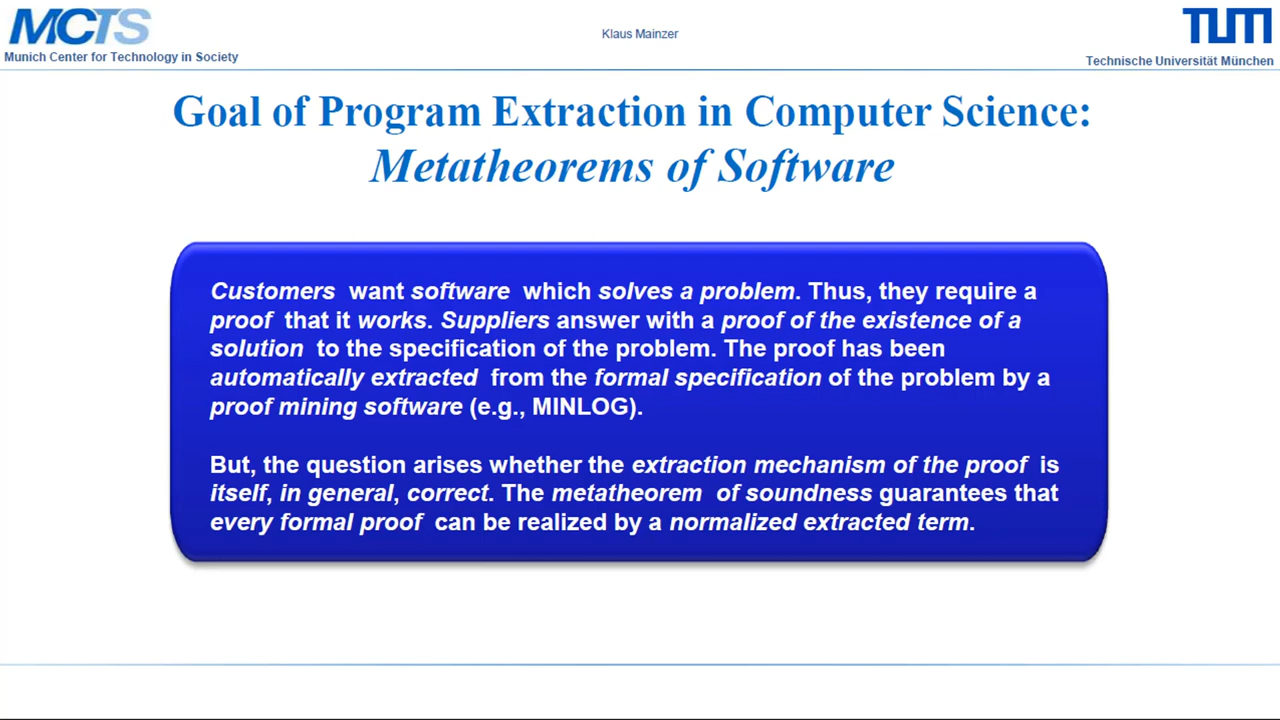 MCTS
Munich Center for Technology in Society
Klaus Mainzer
TUM
Technische Universität München
Goal of Program Extraction in Computer Science:
Metatheorems of Software
Customers want software which solves a problem. Thus, they require a
proof that it works. Suppliers answer with a proof of the existence of a
solution to the specification of the problem. The proof has been
automatically extracted from the formal specification of the problem by a
proof mining software (e.g., MINLOG).
But, the question arises whether the extraction mechanism of the proof is
itself, in general, correct. The metatheorem of soundness guarantees that
every formal proof can be realized by a normalized extracted term.